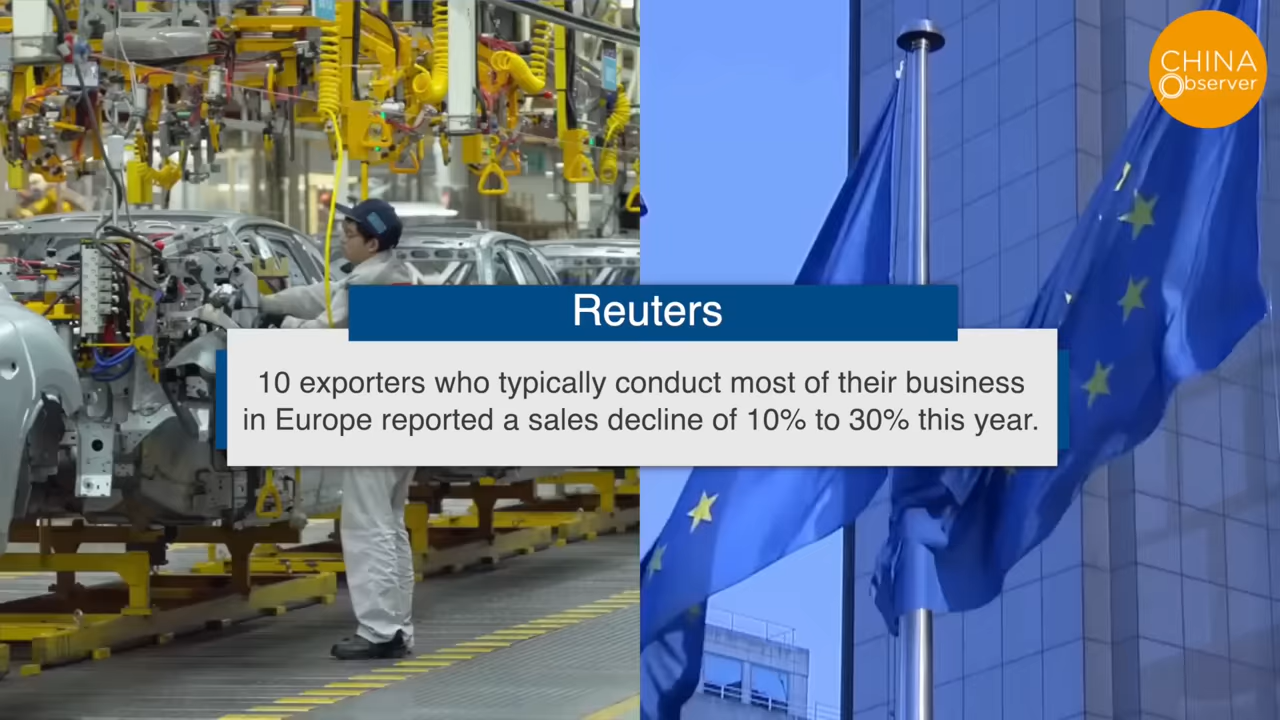 CHINA
Observer
Reuters
10 exporters who typically conduct most of their business
in Europe reported a sales decline of 10% to 30% this year.